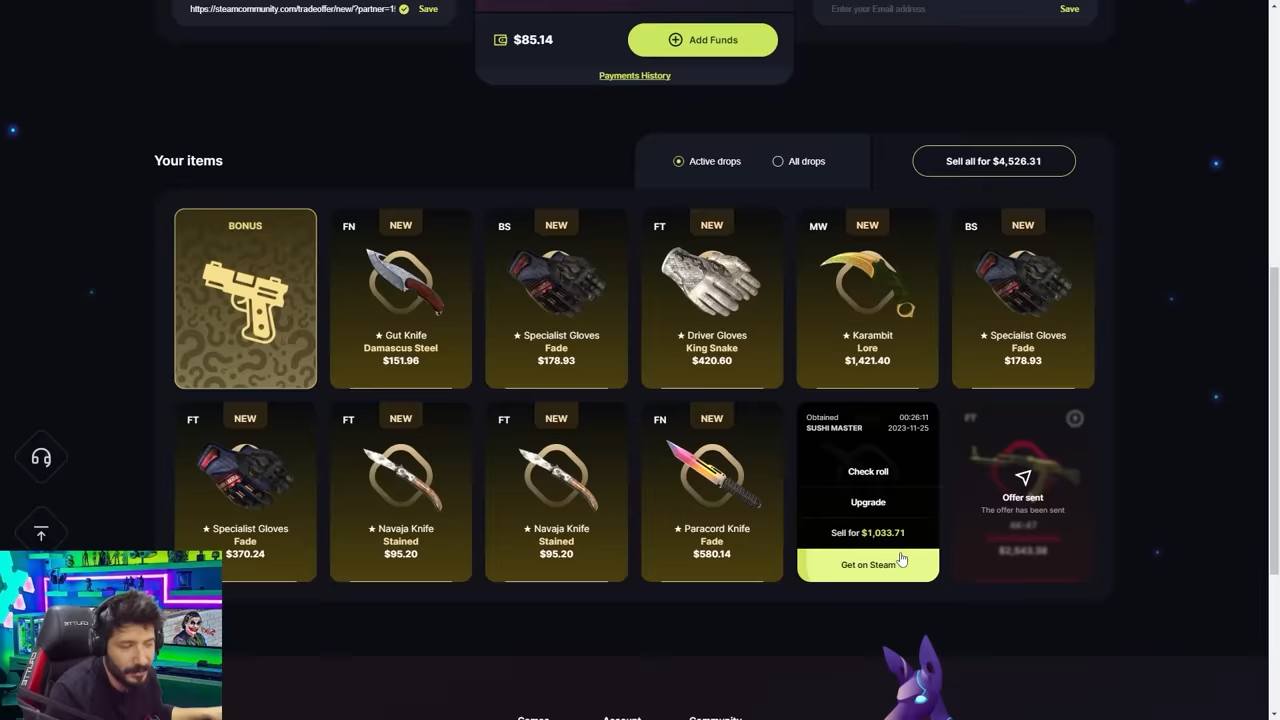 https://steamcommunity.com/tradeoffer/new/?partner=1
Save
Enter your Email address
Save
$85.14
Add Funds
Payments History
Your items
Active drops
All drops
Sell all for $4,526.31
BONUS
FN
NEW
★ Gut Knife
Damascus Steel
$151.96
BS
NEW
★ Specialist Gloves
Fade
$178.93
FT
NEW
★ Driver Gloves
King Snake
$420.60
MW
NEW
★ Karambit
Lore
$1,421.40
BS
NEW
★ Specialist Gloves
Fade
$178.93
FT
NEW
★ Specialist Gloves
Fade
$370.24
FT
NEW
★ Navaja Knife
Stained
$95.20
FT
NEW
★ Navaja Knife
Stained
$95.20
FN
NEW
★ Paracord Knife
Fade
$580.14
Obtained 00:26:11
SUSHI MASTER 2023-11-25
Check roll
Upgrade
Sell for $1,033.71
Get on Steam
FT
Offer sent
The offer has been sent
AK-47